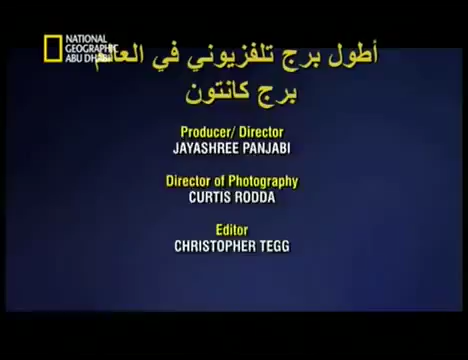 NATIONAL
GEOGRAPHIC
ABU DHABI
أطول برج تلفزيوني في العالم
برج كانتون
Producer/ Director
JAYASHREE PANJABI
Director of Photography
CURTIS RODDA
Editor
CHRISTOPHER TEGG